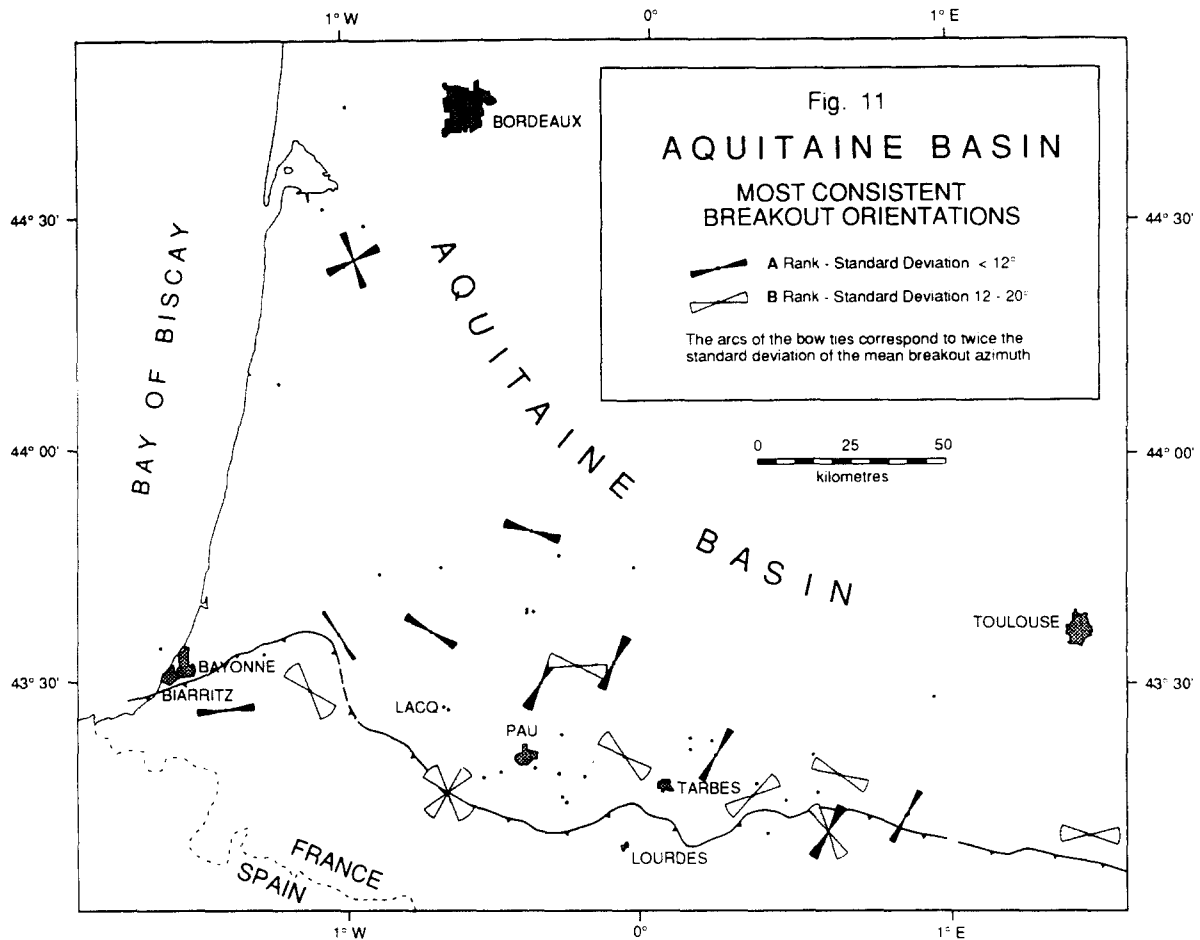 1° W
0°
1° E
Fig. 11
AQUITAINE BASIN
MOST CONSISTENT
BREAKOUT ORIENTATIONS
A Rank - Standard Deviation < 12°
B Rank - Standard Deviation 12 - 20°
The arcs of the bow ties correspond to twice the
standard deviation of the mean breakout azimuth
BORDEAUX
44° 30'
44° 30'
BAY OF BISCAY
AQUITAINE BASIN
44° 00'
44° 00'
0 25 50
kilometres
TOULOUSE
BAYONNE
BIARRITZ
43° 30'
43° 30'
LACQ
PAU
TARBES
LOURDES
FRANCE
SPAIN
1° W
0°
1° E